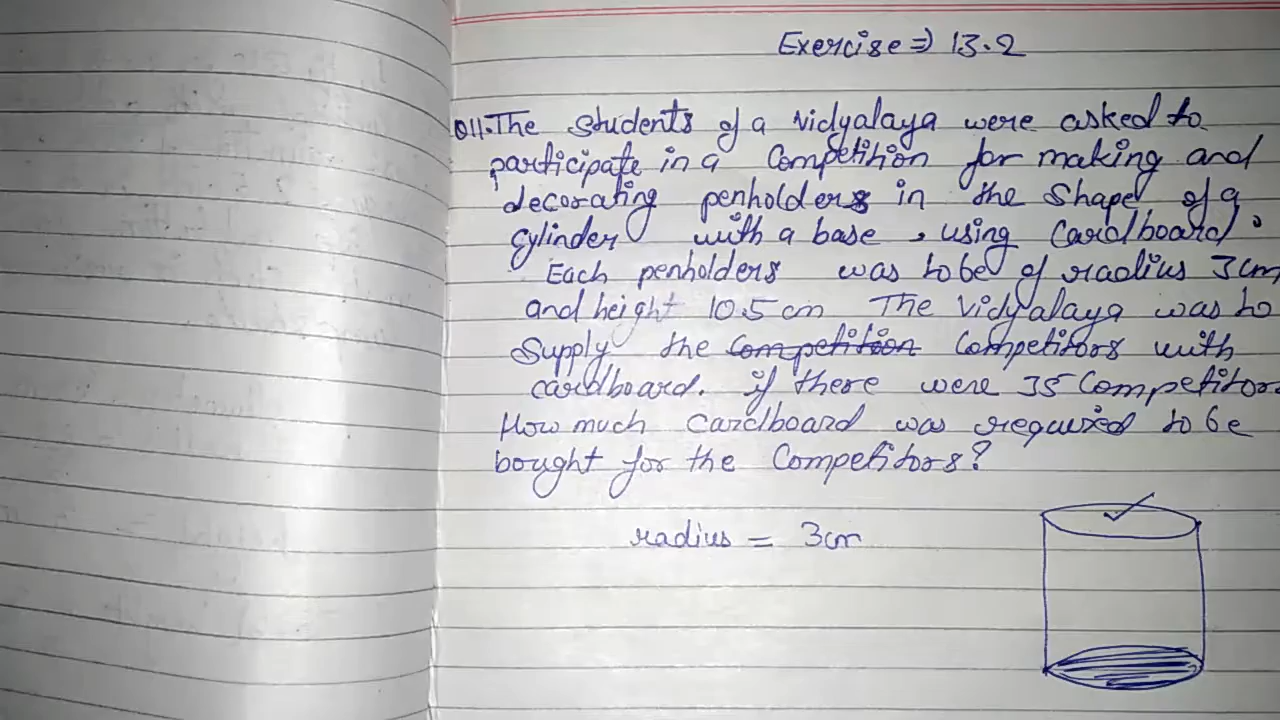 Exercise ⇒ 13.2
Q11. The students of a vidyalaya were asked to
participate in a Competition for making and
decorating penholders in the shape of a
cylinder with a base, using Cardboard.
Each penholders was to be of radius 3cm
and height 10.5 cm The Vidyalaya was to
Supply the competition Competitors with
cardboard. if there were 35 Competitors
How much cardboard was required to be
bought for the Competitors?
radius = 3cm